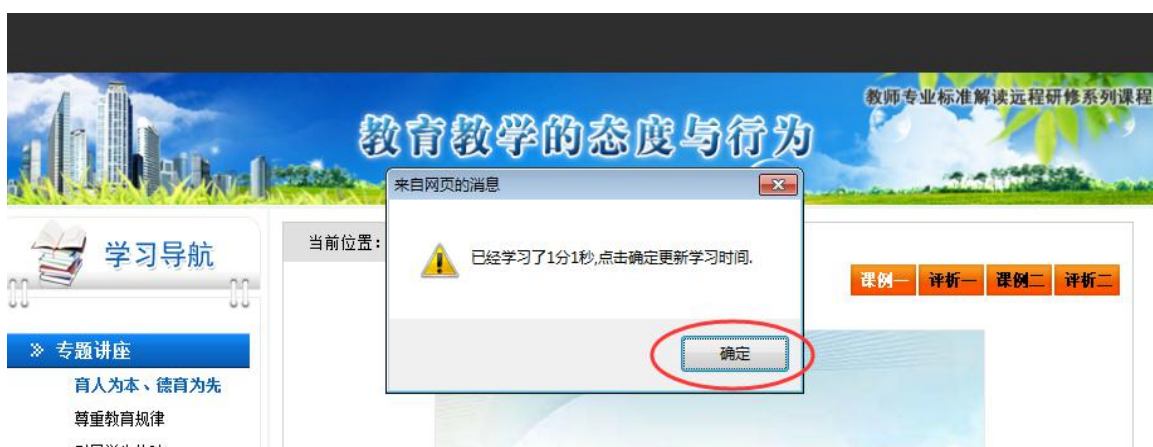 教师专业标准解读远程研修系列课程
教育教学的态度与行为
来自网页的消息
学习导航
当前位置：
已经学习了1分1秒,点击确定更新学习时间.
课例一 评析一 课例二 评析二
确定
» 专题讲座
育人为本、德育为先
尊重教育规律